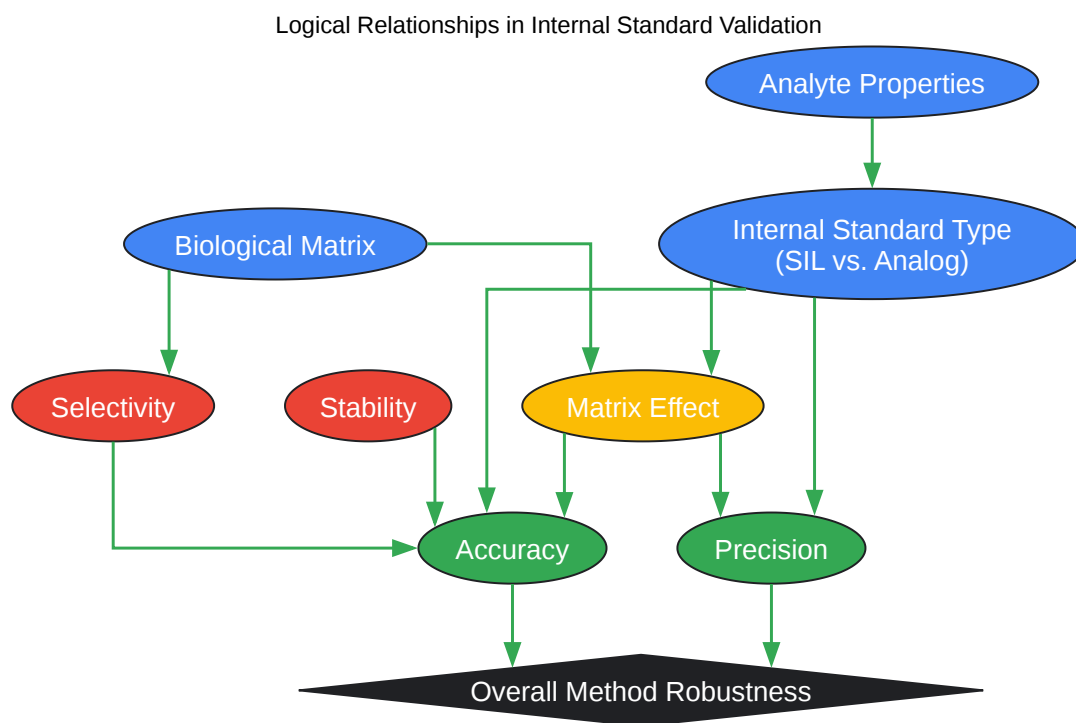 Logical Relationships in Internal Standard Validation
Analyte Properties
Biological Matrix
Internal Standard Type
(SIL vs. Analog)
Selectivity
Stability
Matrix Effect
Accuracy
Precision
Overall Method Robustness